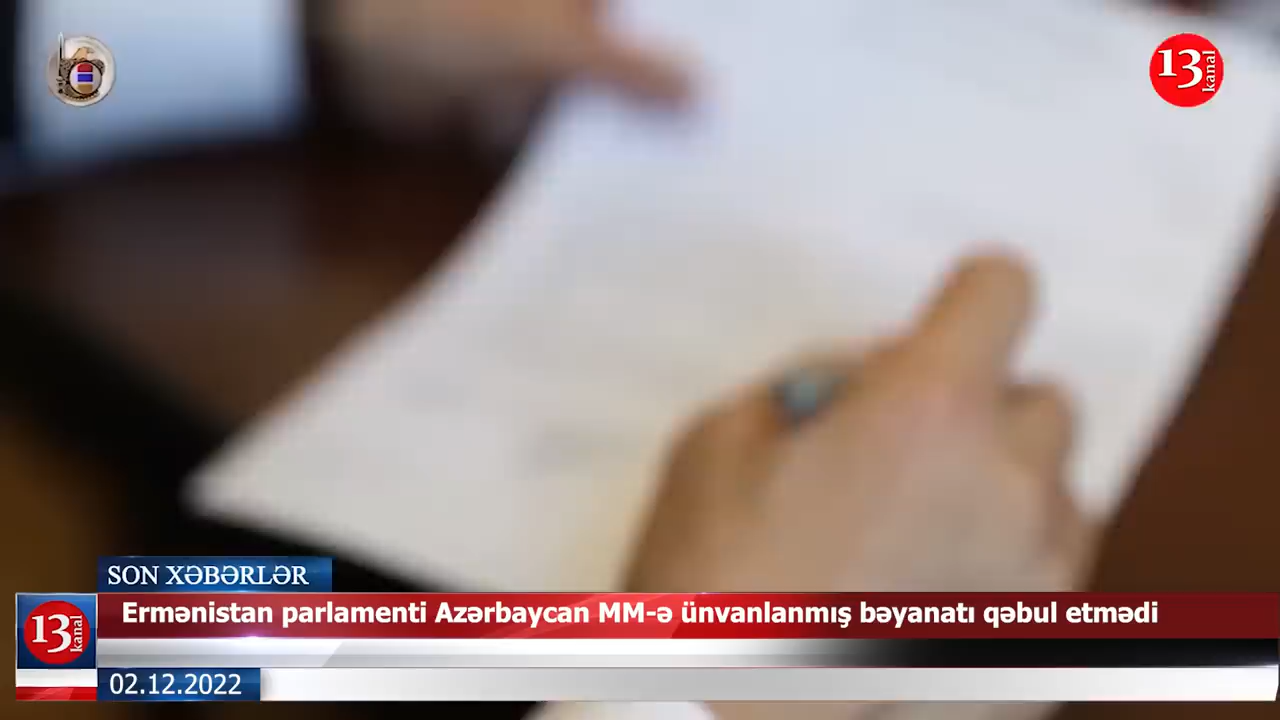 13 kanal
SON XƏBƏRLƏR
13 kanal
Ermənistan parlamenti Azərbaycan MM-ə ünvanlanmış bəyanatı qəbul etmədi
02.12.2022